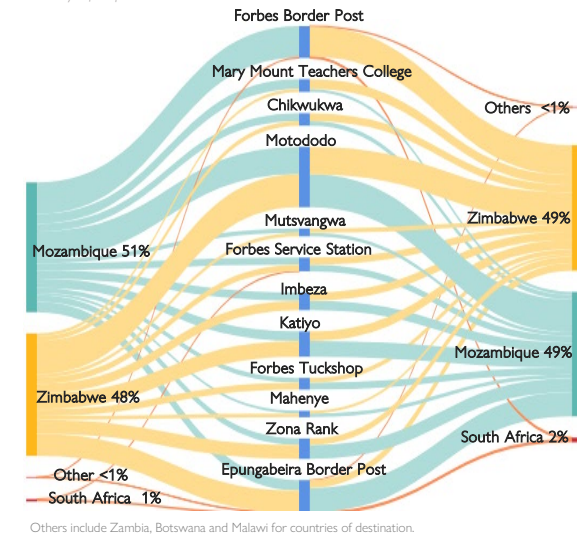 Forbes Border Post
Mary Mount Teachers College
Others <1%
Chikwukwa
Motododo
Mutsvangwa
Zimbabwe 49%
Mozambique 51%
Forbes Service Station
Imbeza
Katiyo
Mozambique 49%
Forbes Tuckshop
Zimbabwe 48%
Mahenye
Zona Rank
South Africa 2%
Epungabeira Border Post
Other <1%
South Africa 1%
Others include Zambia, Botswana and Malawi for countries of destination.